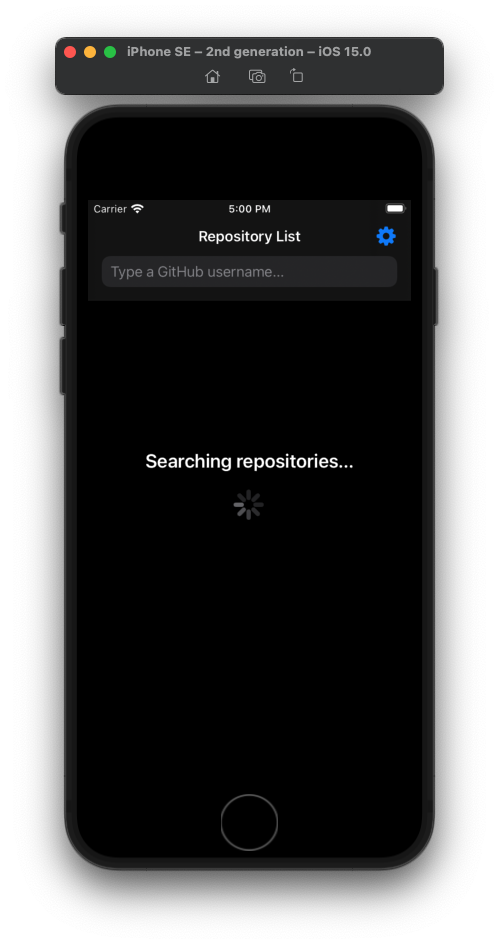 iPhone SE – 2nd generation – iOS 15.0
Carrier 5:00 PM
Repository List
Type a GitHub username...
Searching repositories...